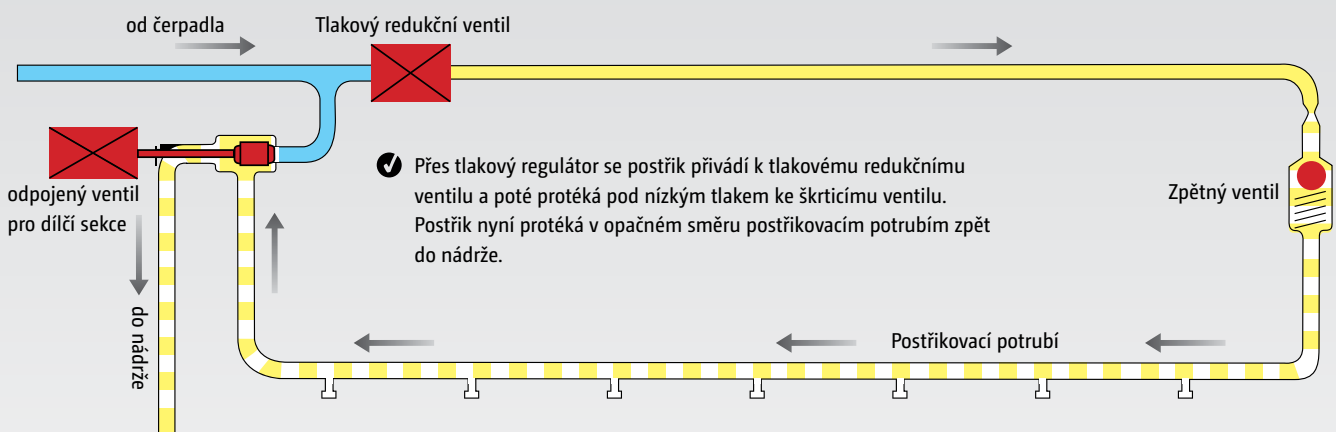 od čerpadla
Tlakový redukční ventil
odpojený ventil
pro dílčí sekce
Přes tlakový regulátor se postřik přivádí k tlakovému redukčnímu
ventilu a poté protéká pod nízkým tlakem ke škrticímu ventilu.
Postřik nyní protéká v opačném směru postřikovacím potrubím zpět
do nádrže.
Zpětný ventil
do nádrže
Postřikovací potrubí